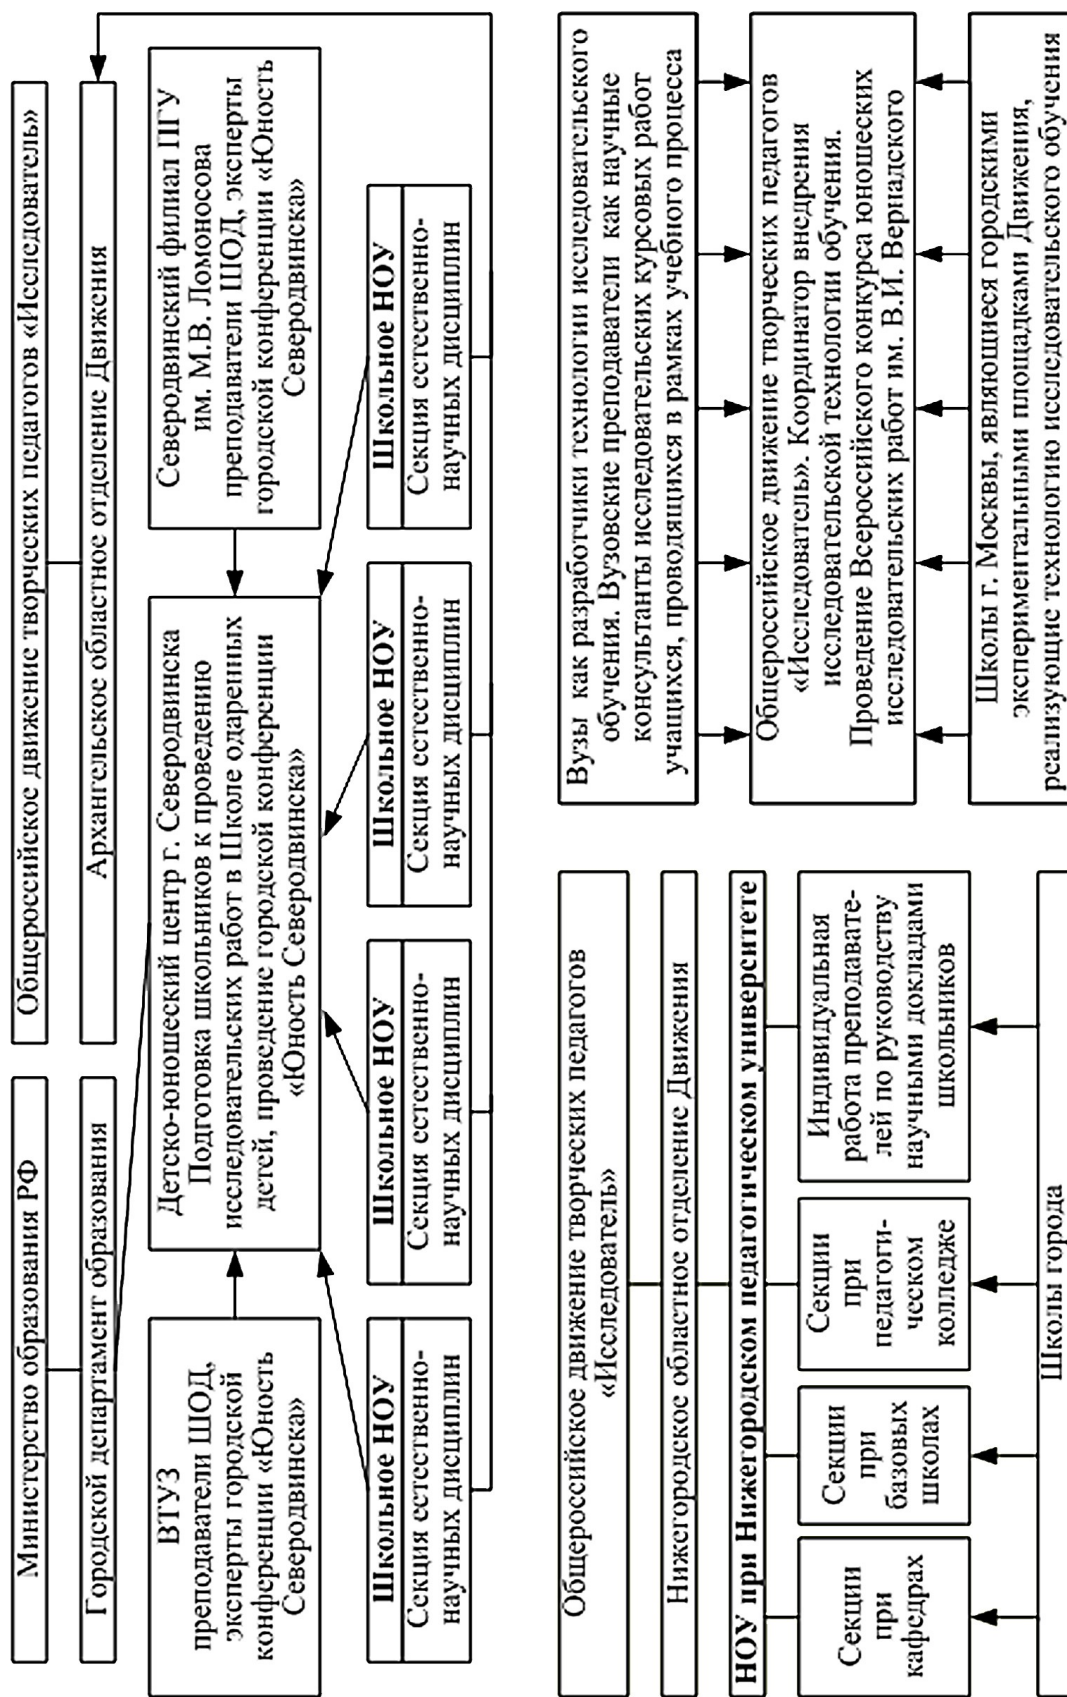 Министерство образования РФ
Общероссийское движение творческих педагогов «Исследователь»
Городской департамент образования
Архангельское областное отделение Движения
ВТУЗ
преподаватели ШОД,
эксперты городской
конференции «Юность
Северодвинска»
Детско-юношеский центр г. Северодвинска
Подготовка школьников к проведению
исследовательских работ в Школе одаренных
детей, проведение городской конференции
«Юность Северодвинска»
Северодвинский филиал ПГУ
им. М.В. Ломоносова
преподаватели ШОД, эксперты
городской конференции «Юность
Северодвинска»
Школьное НОУ
Секция естественно-
научных дисциплин
Школьное НОУ
Секция естественно-
научных дисциплин
Школьное НОУ
Секция естественно-
научных дисциплин
Школьное НОУ
Секция естественно-
научных дисциплин
Общероссийское движение творческих педагогов
«Исследователь»
Нижегородское областное отделение Движения
НОУ при Нижегородском педагогическом университете
Секции
при
кафедрах
Секции
при
базовых
школах
Секции
при
педагоги-
ческом
колледже
Индивидуальная
работа преподавате-
лей по руководству
научными докладами
школьников
Школы города
Вузы как разработчики технологии исследовательского
обучения. Вузовские преподаватели как научные
консультанты исследовательских курсовых работ
учащихся, проводящихся в рамках учебного процесса
Общероссийское движение творческих педагогов
«Исследователь». Координатор внедрения
исследовательской технологии обучения.
Проведение Всероссийского конкурса юношеских
исследовательских работ им. В.И. Вернадского
Школы г. Москвы, являющиеся городскими
экспериментальными площадками Движения,
реализующие технологию исследовательского обучения